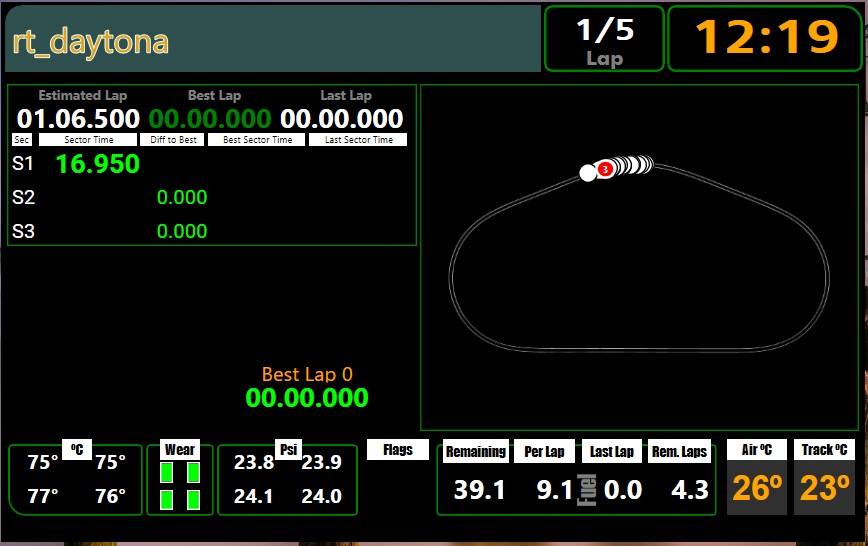 rt_daytona
1/5
Lap
12:19
Estimated Lap Best Lap Last Lap
01.06.500 00.00.000 00.00.000
Sec Sector Time Diff to Best Best Sector Time Last Sector Time
S1 16.950
S2 0.000
S3 0.000
3
Best Lap 0
00.00.000
ºC
75° 75°
77° 76°
Wear
Psi
23.8 23.9
24.1 24.0
Flags
Remaining Per Lap Last Lap Rem. Laps
39.1 9.1 Fuel 0.0 4.3
Air ºC Track ºC
26º 23º